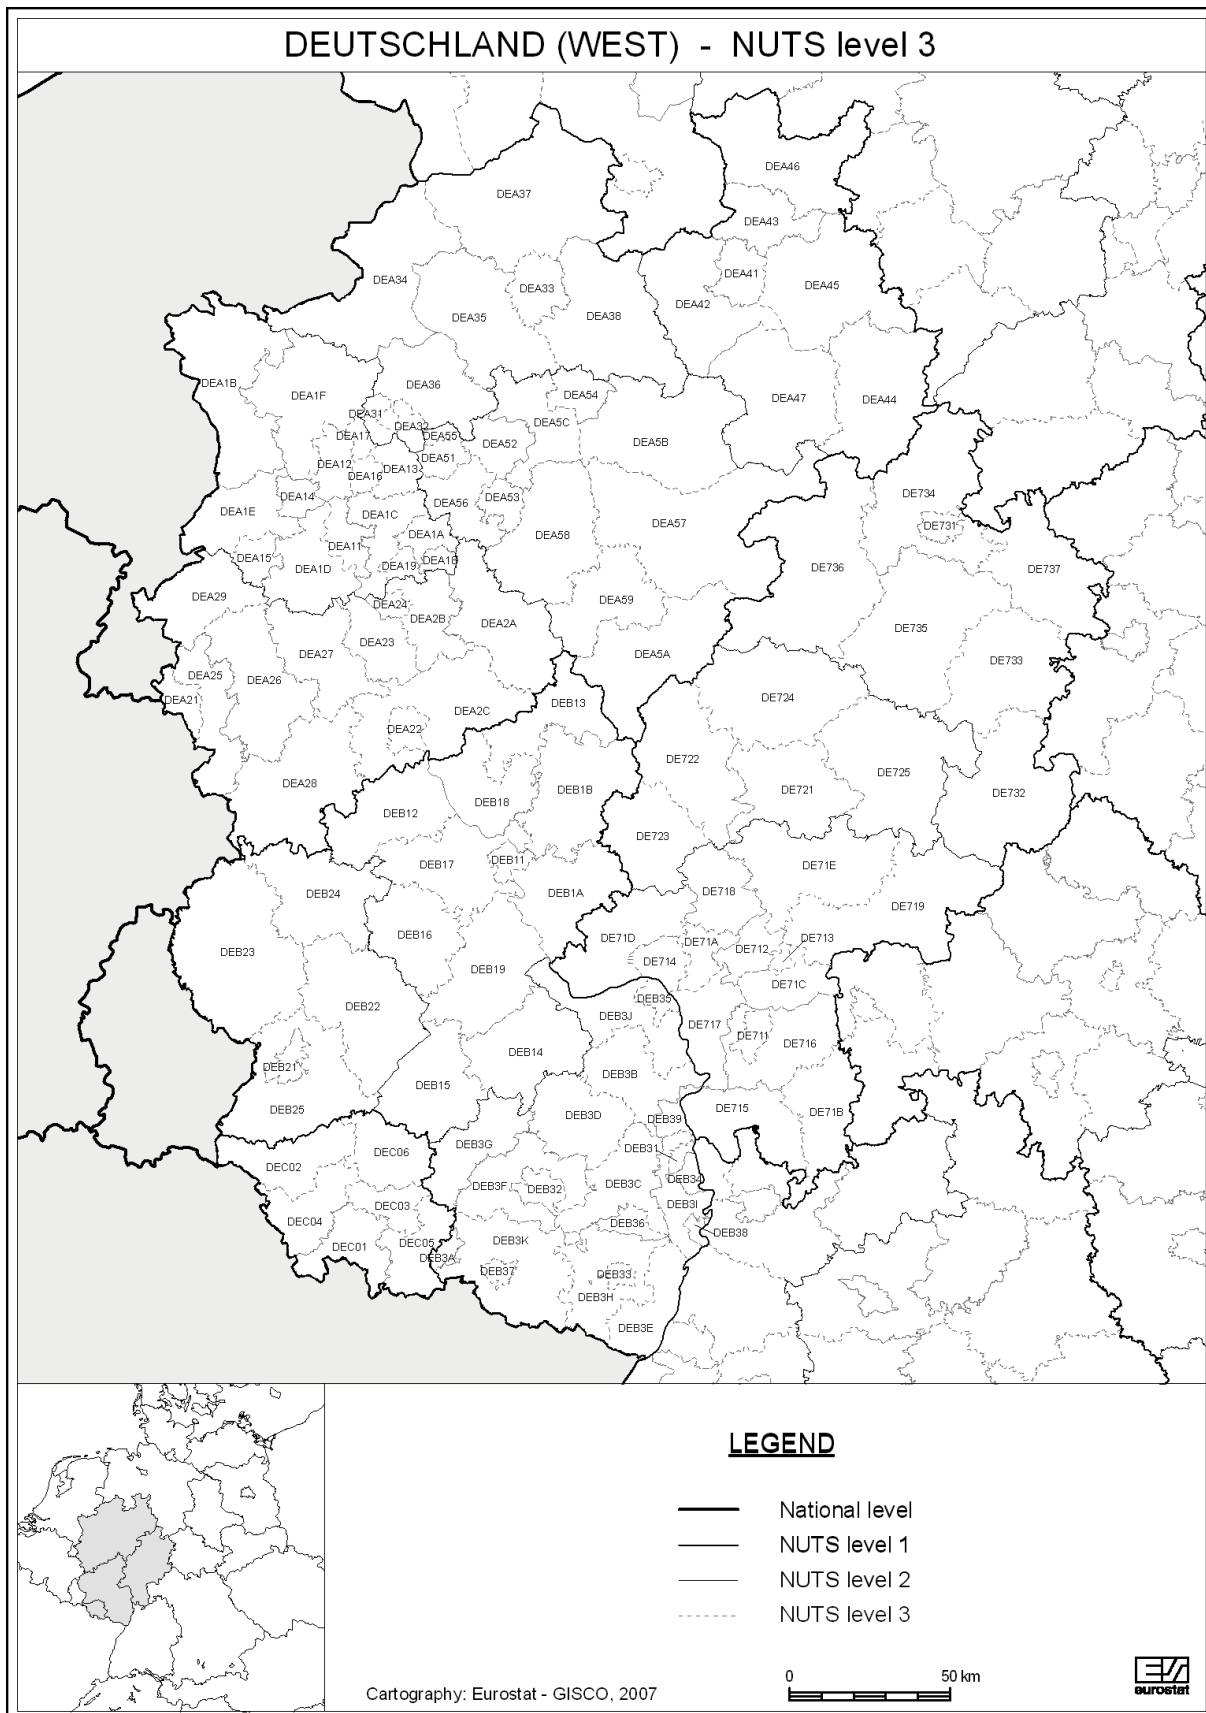 DEUTSCHLAND (WEST) - NUTS level 3
DEA46
DEA37
DEA43
DEA41
DEA34
DEA33
DEA45
DEA42
DEA35
DEA38
DEA1B
DEA36
DEA1F
DEA54
DEA47
DEA44
DEA31
DEA32
DEA5C
DEA17
DEA55
DEA52
DEA5B
DEA51
DEA12
DEA13
DEA16
DE734
DEA14
DEA53
DEA56
DEA1E
DEA1C
DEA57
DE731
DEA1A
DEA58
DEA11
DEA15
DEA18
DEA1D
DEA19
DE736
DE737
DEA29
DEA24
DEA59
DEA2B
DEA2A
DE735
DEA23
DEA27
DEA5A
DE733
DEA25
DEA26
DEA21
DEB13
DE724
DEA2C
DEA22
DE722
DE725
DEA28
DEB1B
DE721
DE732
DEB18
DEB12
DE723
DEB11
DEB17
DE71E
DEB24
DEB1A
DE718
DE719
DEB16
DE71D
DE71A
DE712
DE713
DEB23
DE714
DEB19
DE71C
DEB35
DEB22
DEB3J
DE717
DE711
DE716
DEB14
DEB21
DEB3B
DEB15
DEB25
DEB3D
DE715
DE71B
DEB39
DEB3G
DEB31
DEC06
DEC02
DEB34
DEB3F
DEB32
DEB3C
DEC03
DEB3I
DEC04
DEB36
DEB38
DEC01
DEC05
DEB3K
DEB3A
DEB37
DEB33
DEB3H
DEB3E
LEGEND
National level
NUTS level 1
NUTS level 2
NUTS level 3
0 50 km
Cartography: Eurostat - GISCO, 2007
eurostat